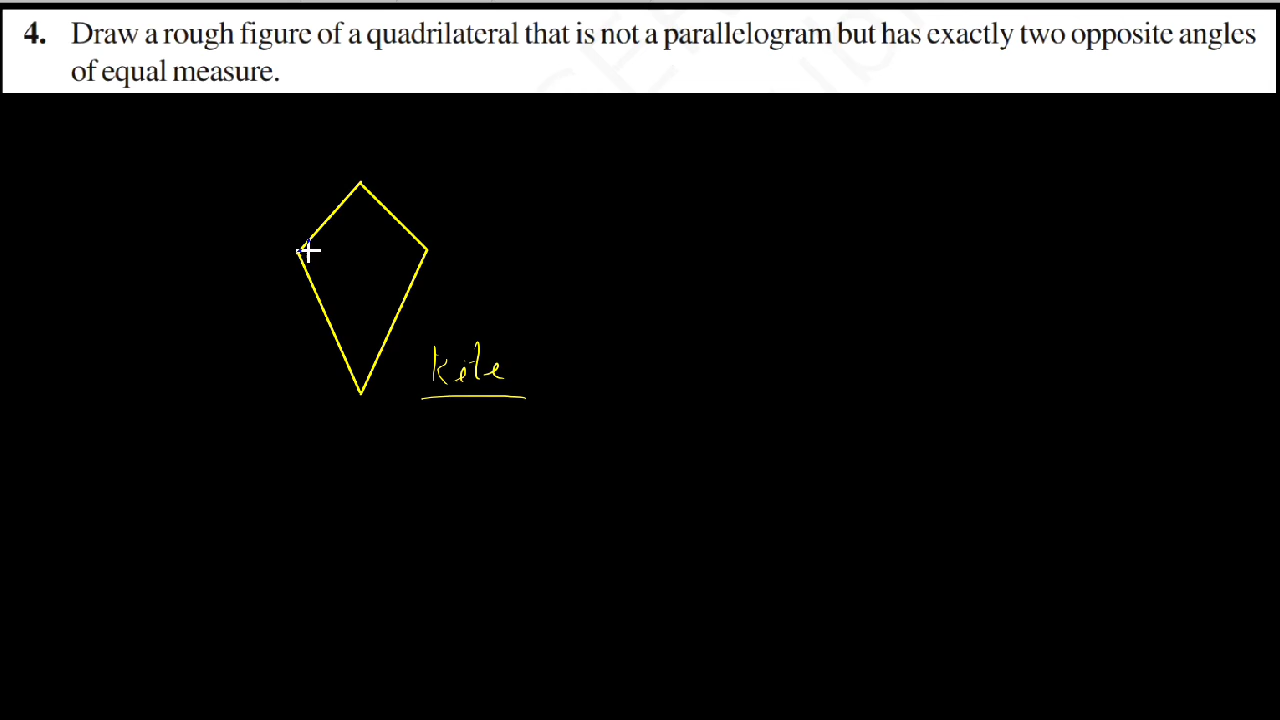 4. Draw a rough figure of a quadrilateral that is not a parallelogram but has exactly two opposite angles
of equal measure.
Kite